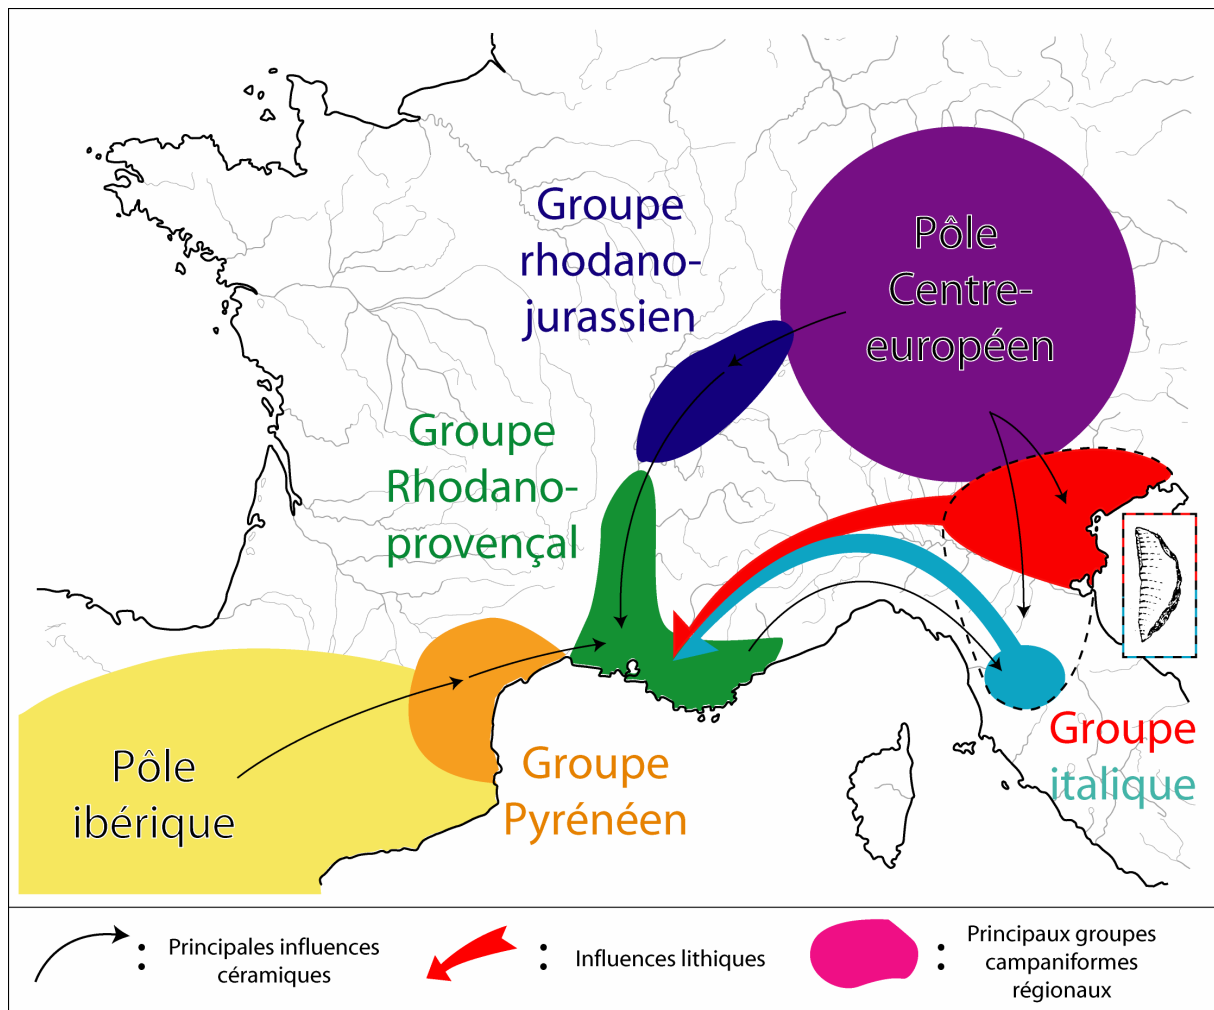 Groupe
rhodano-
jurassien
Pôle
Centre-
européen
Groupe
Rhodano-
provençal
Pôle
ibérique
Groupe
Pyrénéen
Groupe
italique
: Principales influences
céramiques
: Influences lithiques
: Principaux groupes
campaniformes
régionaux